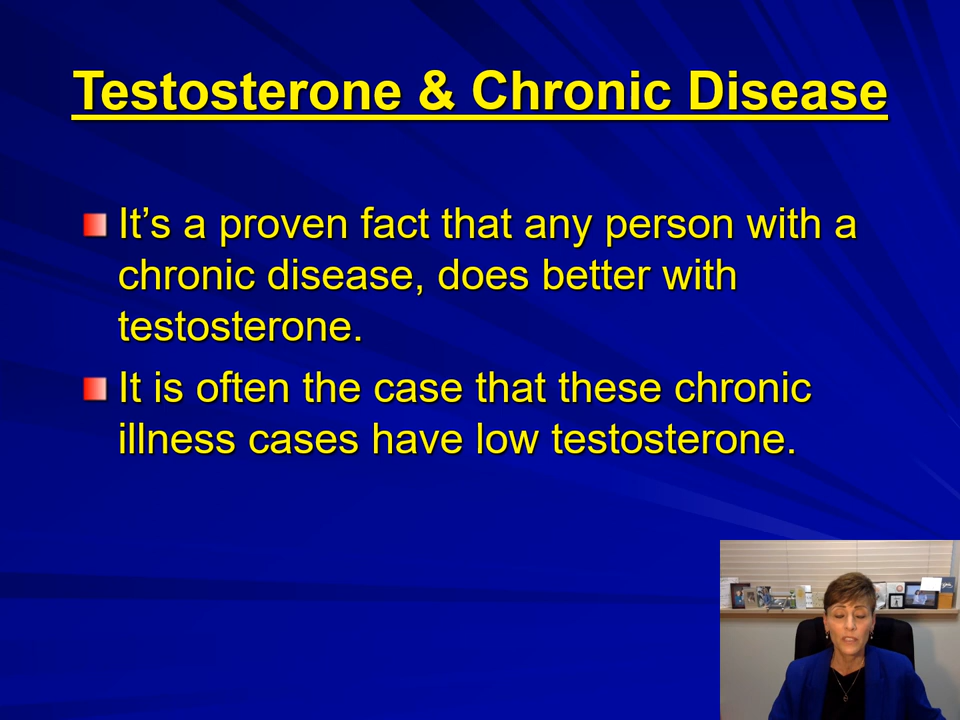 Testosterone & Chronic Disease
It’s a proven fact that any person with a
chronic disease, does better with
testosterone.
It is often the case that these chronic
illness cases have low testosterone.